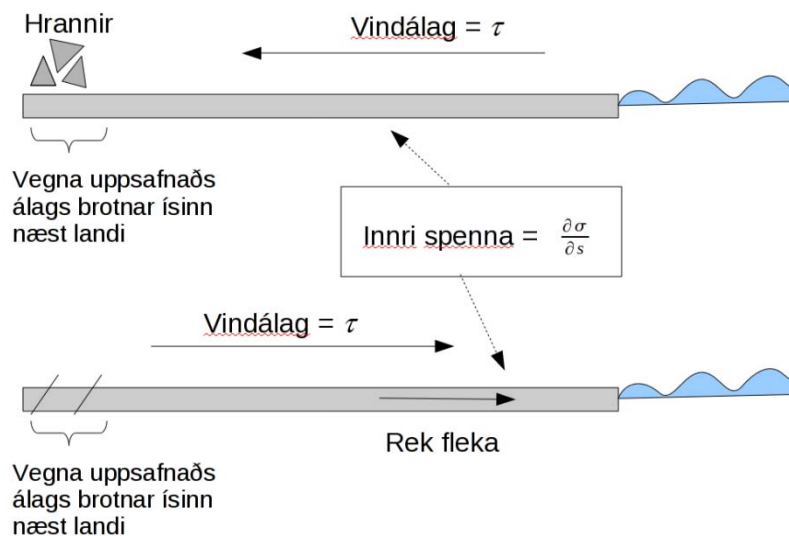 Hrannir
Vindálag = τ
Vegna uppsafnaðs
álags brotnar ísinn
næst landi
Innri spenna = ∂σ/∂s
Vindálag = τ
Rek fleka
Vegna uppsafnaðs
álags brotnar ísinn
næst landi